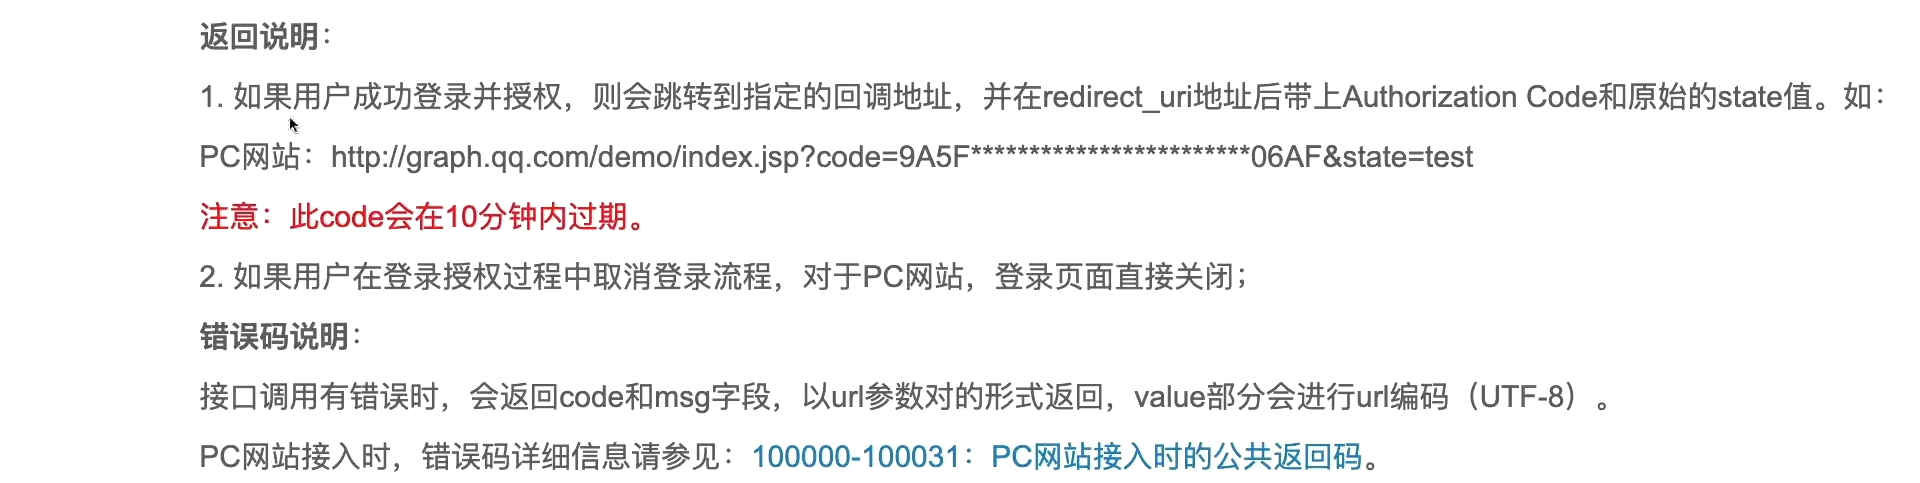 返回说明：
1. 如果用户成功登录并授权，则会跳转到指定的回调地址，并在redirect_uri地址后带上Authorization Code和原始的state值。如：
PC网站：http://graph.qq.com/demo/index.jsp?code=9A5F************************06AF&state=test
注意：此code会在10分钟内过期。
2. 如果用户在登录授权过程中取消登录流程，对于PC网站，登录页面直接关闭；
错误码说明：
接口调用有错误时，会返回code和msg字段，以url参数对的形式返回，value部分会进行url编码（UTF-8）。
PC网站接入时，错误码详细信息请参见：100000-100031：PC网站接入时的公共返回码。